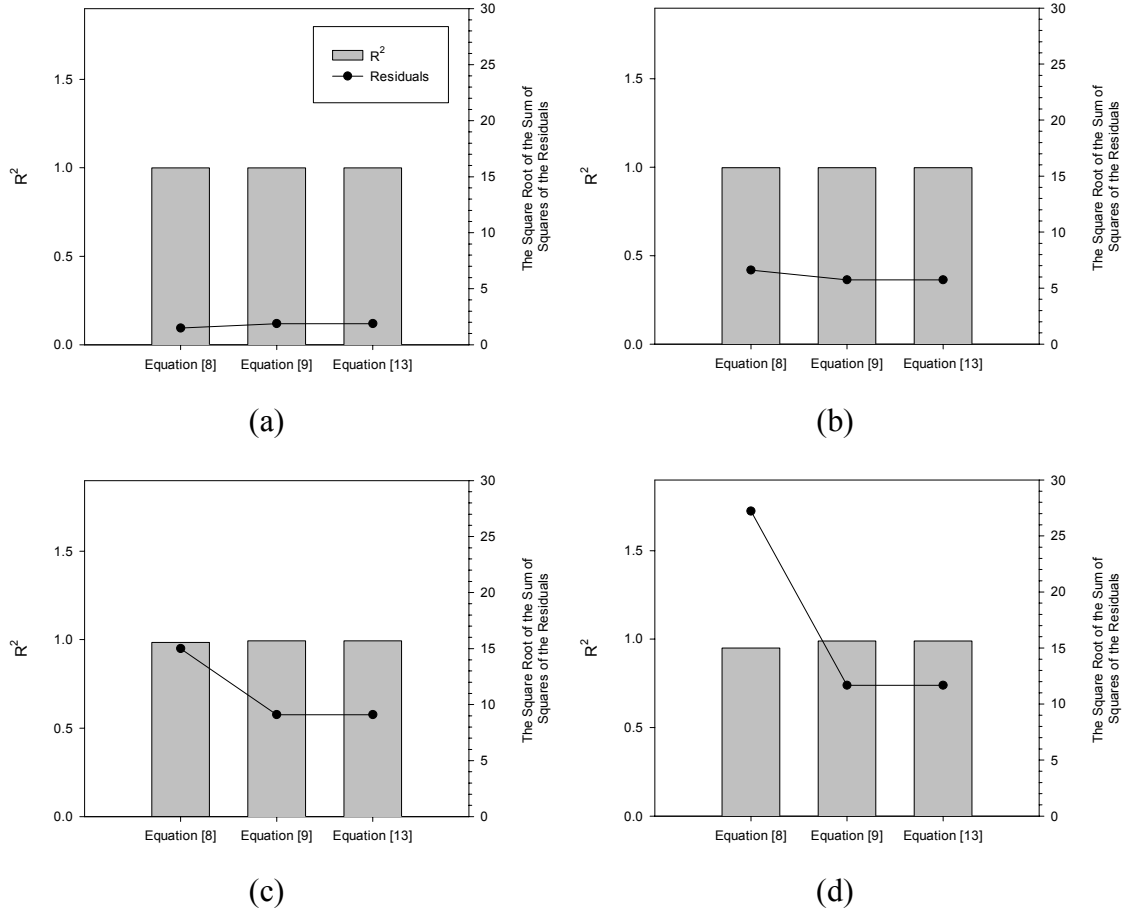 R2
Residuals
30
25
20
15
10
5
0
1.5
1.0
0.5
0.0
R2
The Square Root of the Sum of
Squares of the Residuals
Equation [8] Equation [9] Equation [13]
(a)
30
25
20
15
10
5
0
1.5
1.0
0.5
0.0
R2
The Square Root of the Sum of
Squares of the Residuals
Equation [8] Equation [9] Equation [13]
(b)
30
25
20
15
10
5
0
1.5
1.0
0.5
0.0
R2
The Square Root of the Sum of
Squares of the Residuals
Equation [8] Equation [9] Equation [13]
(c)
30
25
20
15
10
5
0
1.5
1.0
0.5
0.0
R2
The Square Root of the Sum of
Squares of the Residuals
Equation [8] Equation [9] Equation [13]
(d)